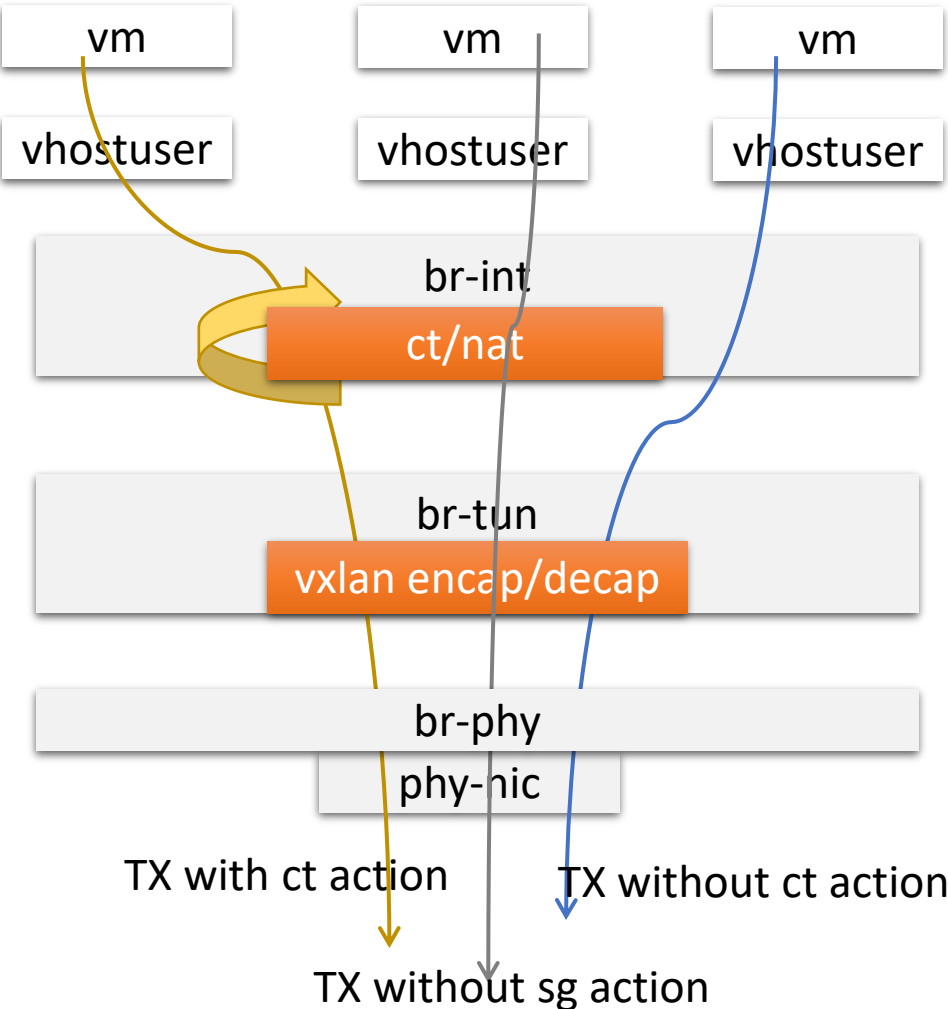 vm
vm
vm
vhostuser
vhostuser
vhostuser
br-int
ct/nat
br-tun
vxlan encap/decap
br-phy
phy-nic
TX with ct action
TX without ct action
TX without sg action